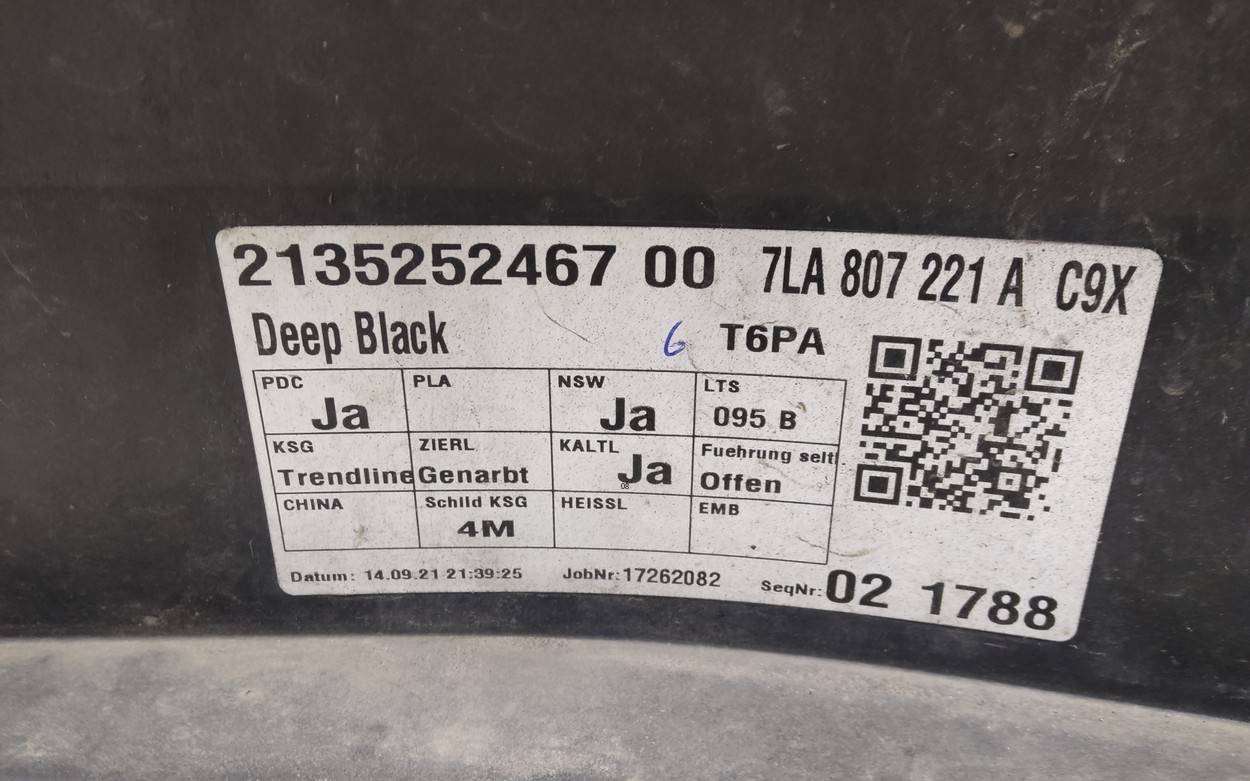 2135252467 00 7LA 807 221 A C9X
Deep Black 6 T6PA
PDC PLA NSW LTS
Ja Ja 095 B
KSG ZIERL KALTL Fuehrung seitl
Trendline Genarbt Ja Offen
08
CHINA Schild KSG HEISSL EMB
4M
Datum: 14.09.21 21:39:25 JobNr:17262082 SeqNr:02 1788